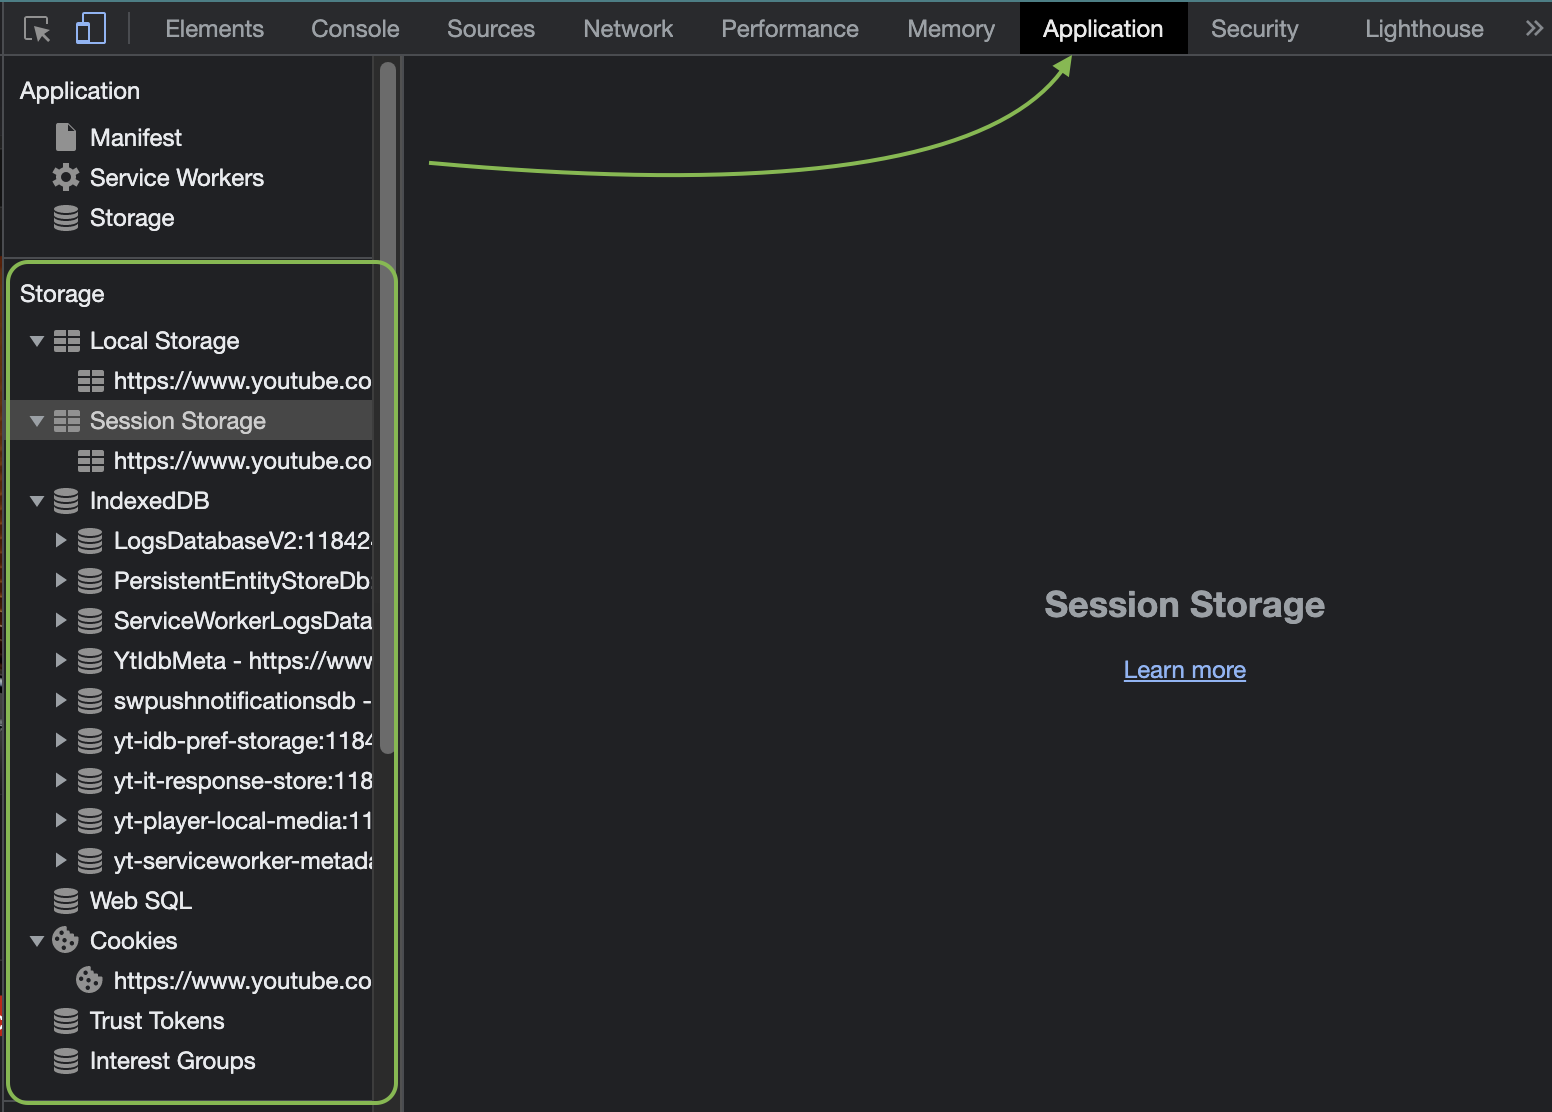 Elements Console Sources Network Performance Memory Application Security Lighthouse
Application
Manifest
Service Workers
Storage
Storage
Local Storage
https://www.youtube.co
Session Storage
https://www.youtube.co
IndexedDB
LogsDatabaseV2:11842
PersistentEntityStoreDb:
ServiceWorkerLogsData
YtIdbMeta - https://www
swpushnotificationsdb -
yt-idb-pref-storage:1184
yt-it-response-store:118
yt-player-local-media:11
yt-serviceworker-metada
Web SQL
Cookies
https://www.youtube.co
Trust Tokens
Interest Groups
Session Storage
Learn more